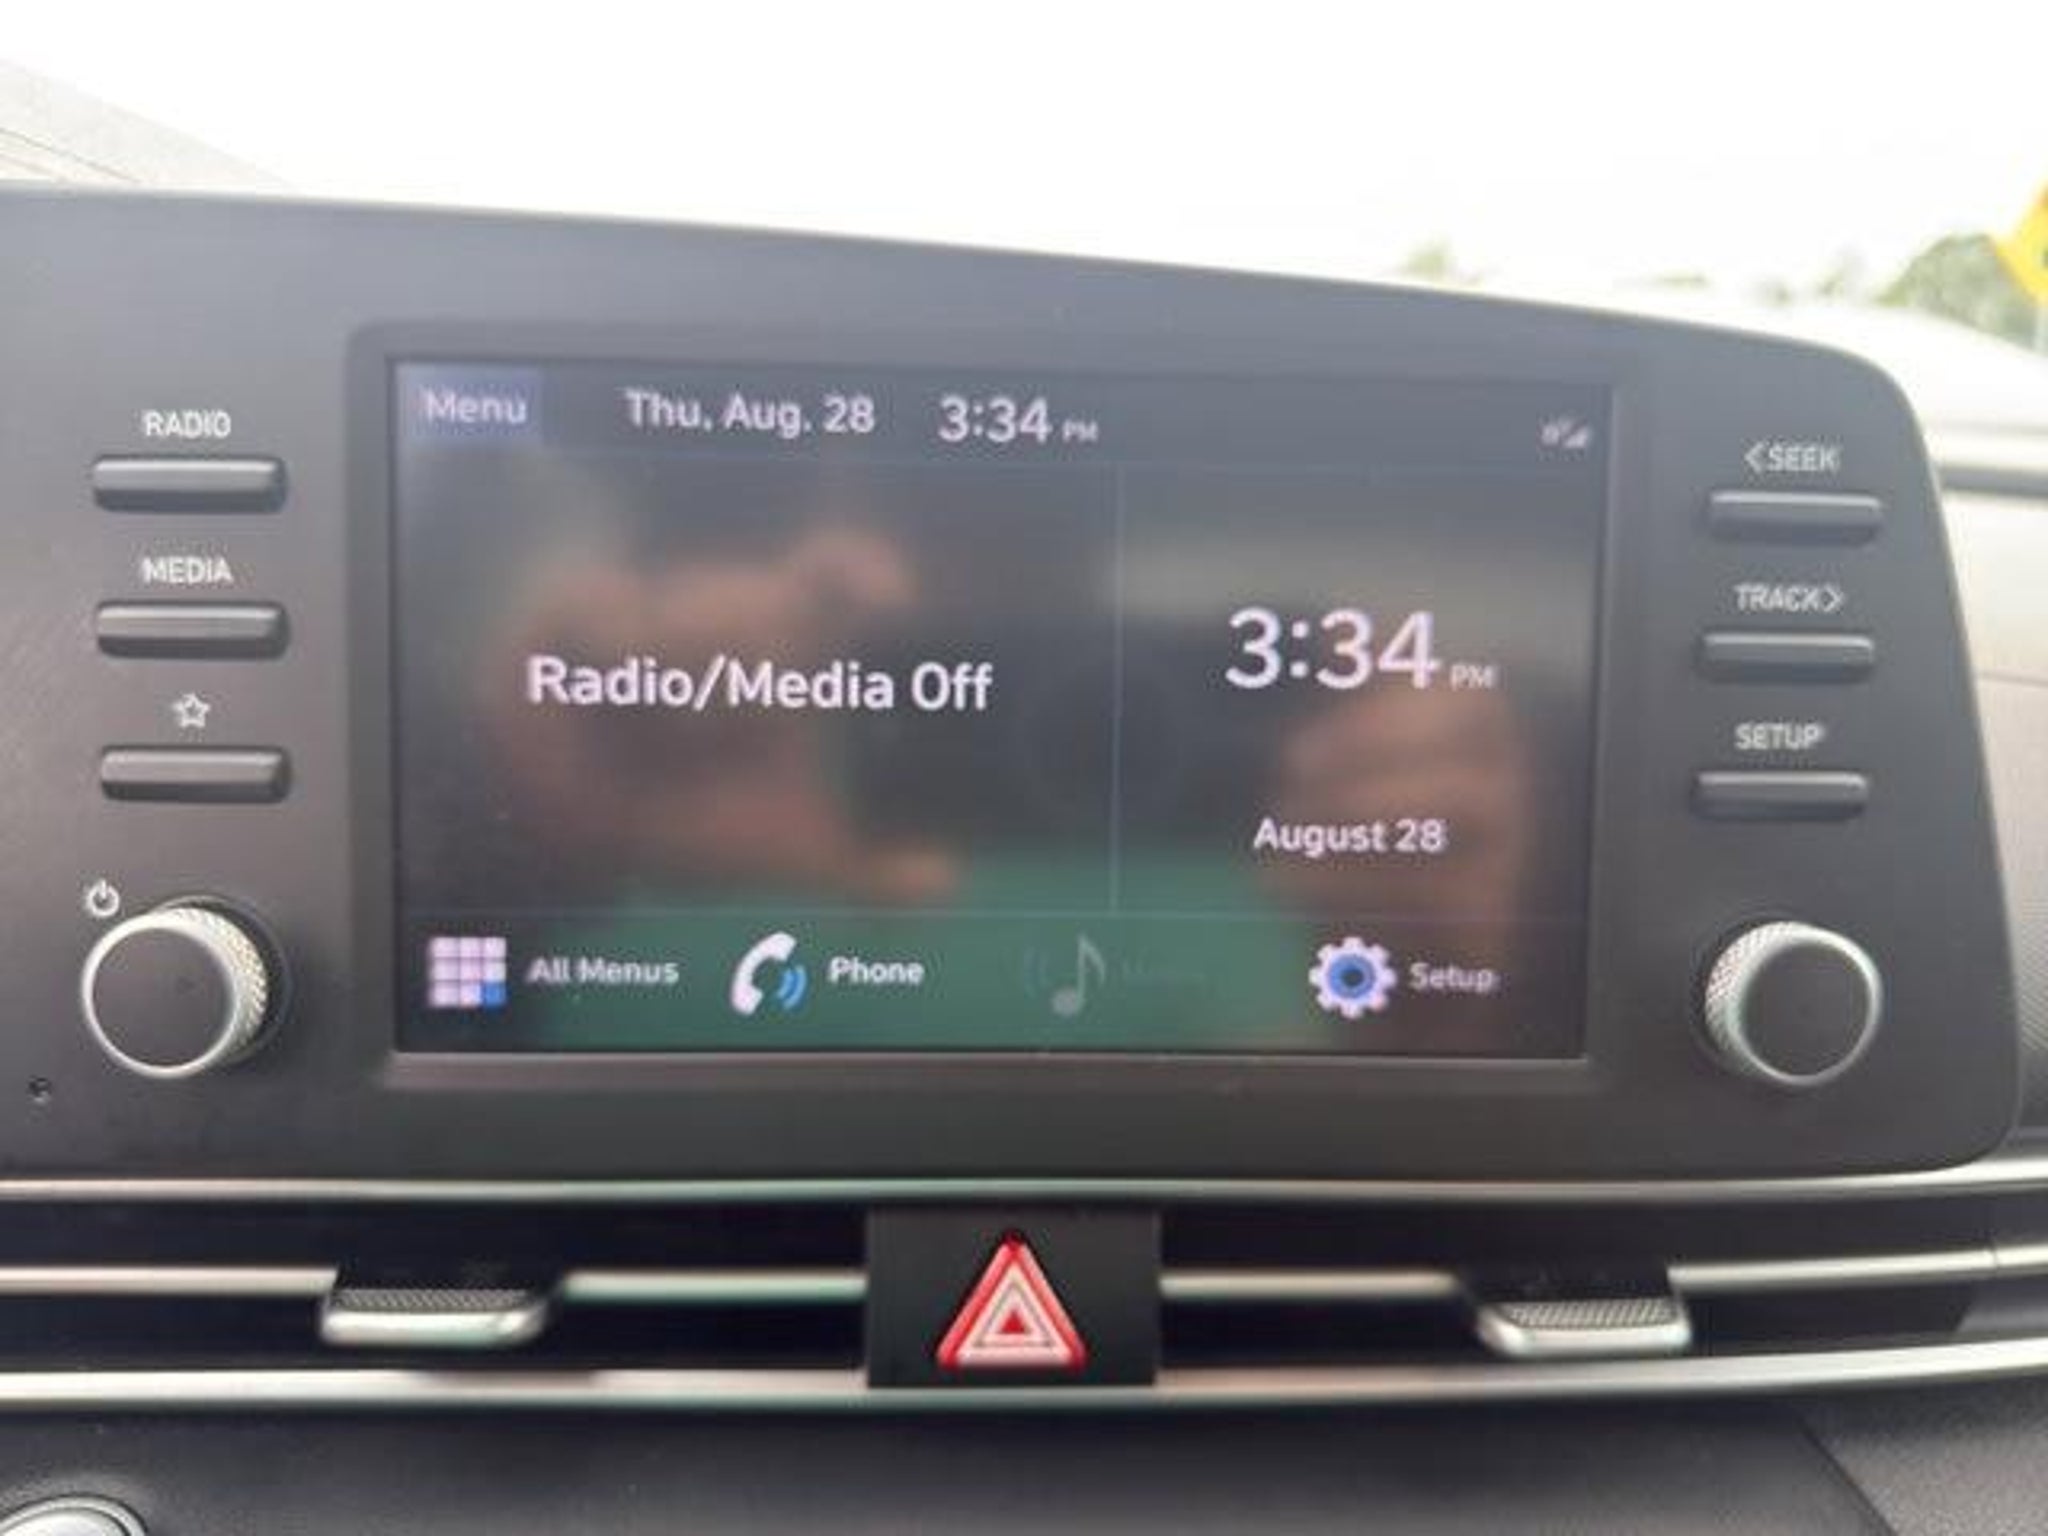 Menu Thu, Aug. 28 3:34 PM
RADIO
MEDIA
<SEEK
TRACK>
SETUP
Radio/Media Off
3:34 PM
August 28
All Menus Phone Setup